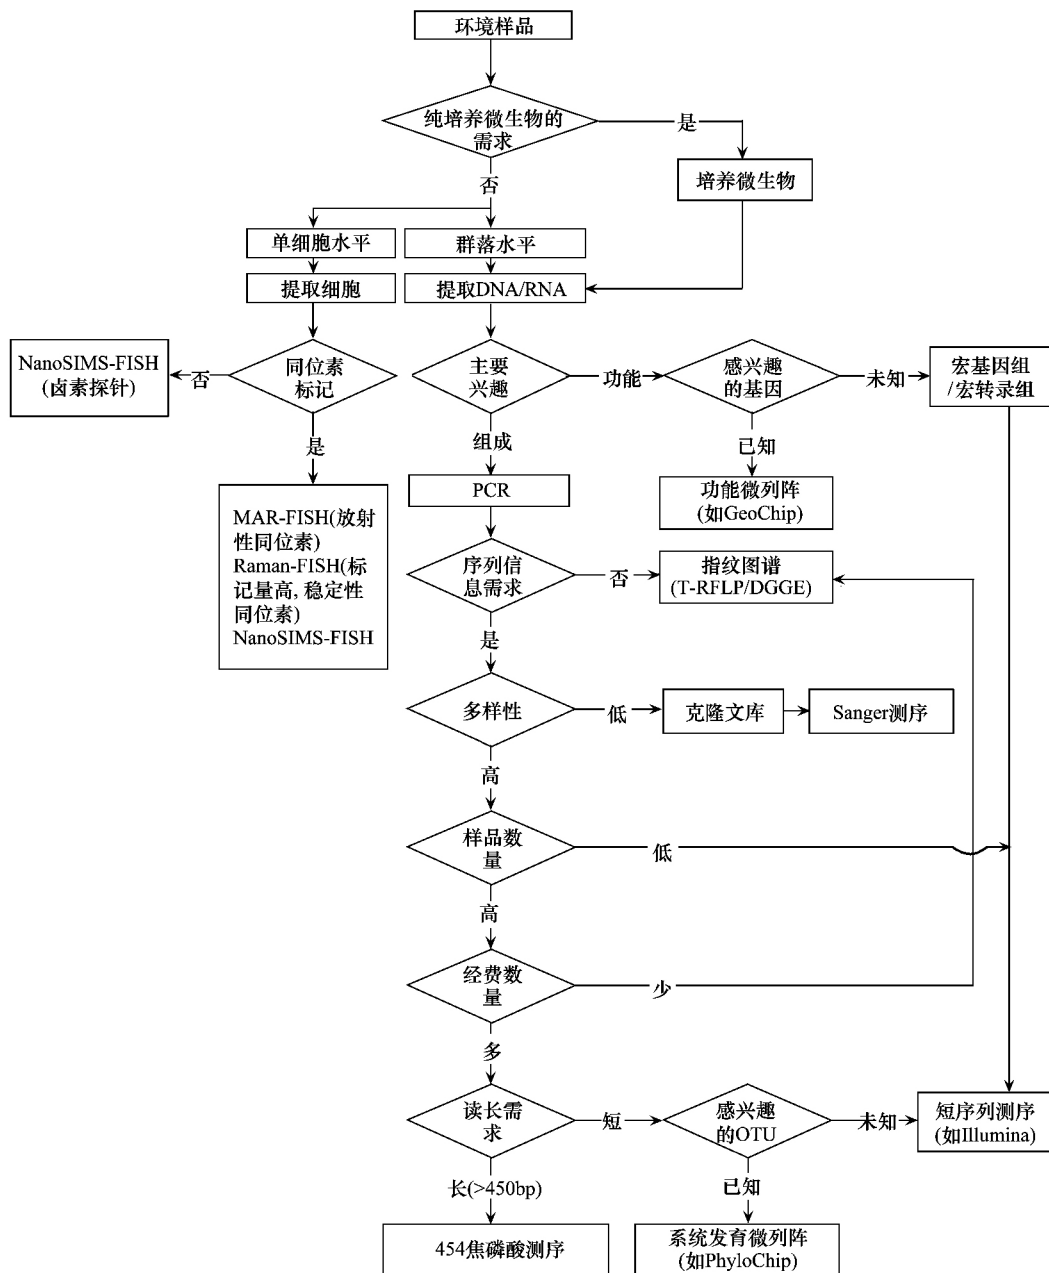 环境样品
纯培养微生物的
需求
是
培养微生物
否
单细胞水平
群落水平
提取细胞
提取DNA/RNA
NanoSIMS-FISH
(卤素探针)
否
同位素
标记
主要
兴趣
功能
感兴趣
的基因
未知
宏基因组
/宏转录组
是
组成
已知
MAR-FISH(放射
性同位素)
Raman-FISH(标
记量高, 稳定性
同位素)
NanoSIMS-FISH
PCR
功能微列阵
(如GeoChip)
序列信
息需求
否
指纹图谱
(T-RFLP/DGGE)
是
多样性
低
克隆文库
Sanger测序
高
样品数
量
低
高
经费数
量
少
多
读长需
求
短
感兴趣
的OTU
未知
短序列测序
(如Illumina)
长(>450bp)
已知
454焦磷酸测序
系统发育微列阵
(如PhyloChip)